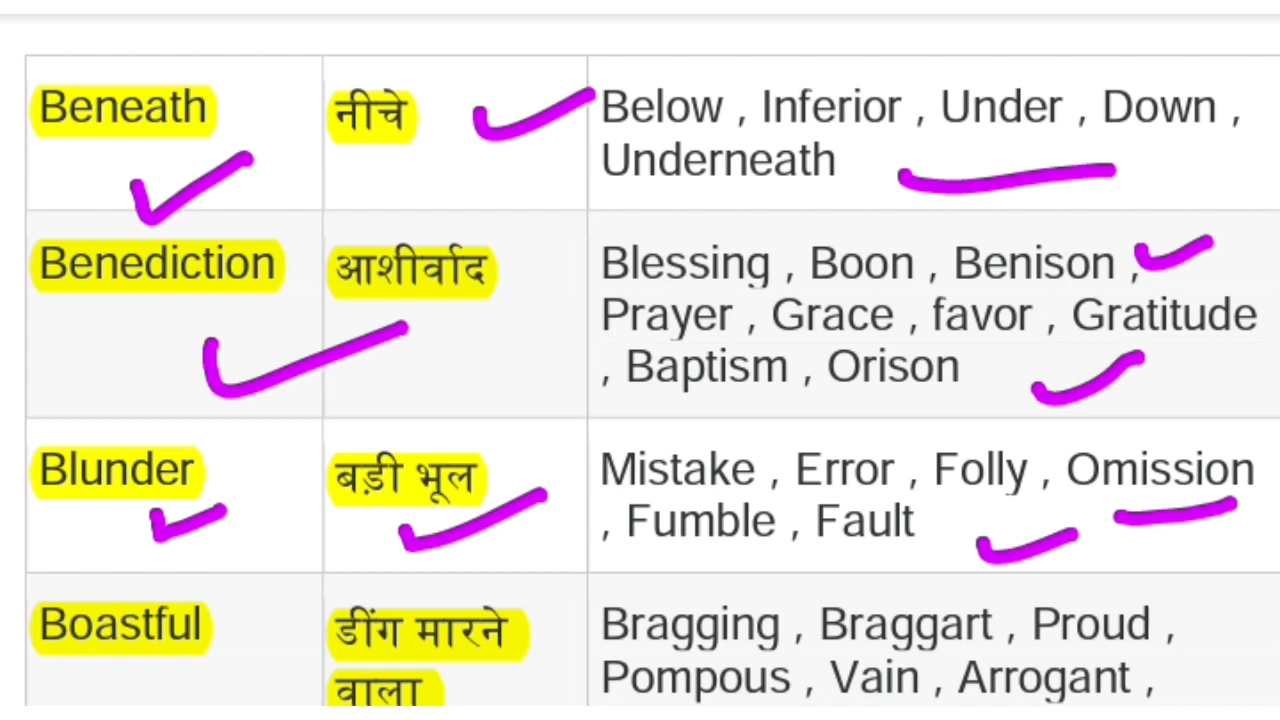 Beneath
नीचे
Below , Inferior , Under , Down ,
Underneath
Benediction
आशीर्वाद
Blessing , Boon , Benison ,
Prayer , Grace , favor , Gratitude
, Baptism , Orison
Blunder
बड़ी भूल
Mistake , Error , Folly , Omission
, Fumble , Fault
Boastful
डींग मारने
वाला
Bragging , Braggart , Proud ,
Pompous , Vain , Arrogant ,